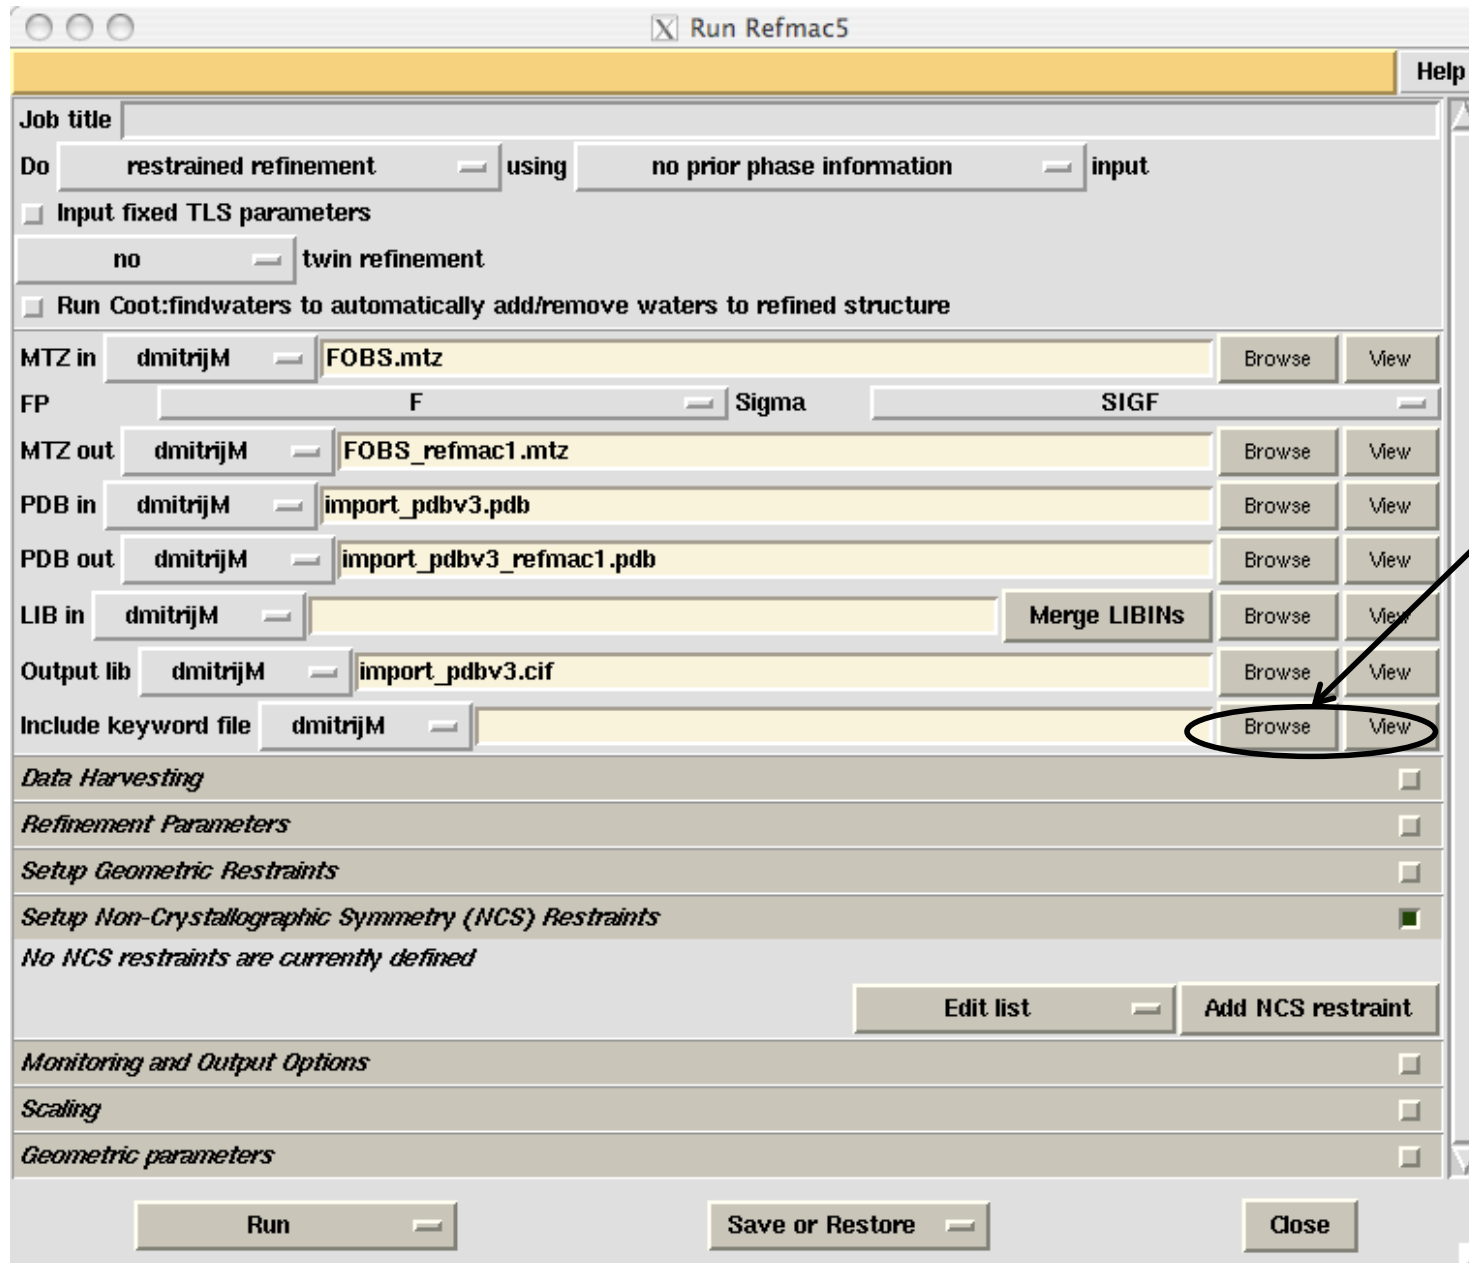 X Run Refmac5
Help
Job title
Do restrained refinement using no prior phase information input
Input fixed TLS parameters
no twin refinement
Run Coot:findwaters to automatically add/remove waters to refined structure
MTZ in dmitrijM FOBS.mtz Browse View
FP F Sigma SIGF
MTZ out dmitrijM FOBS_refmac1.mtz Browse View
PDB in dmitrijM import_pdbv3.pdb Browse View
PDB out dmitrijM import_pdbv3_refmac1.pdb Browse View
LIB in dmitrijM Merge LIBINs Browse View
Output lib dmitrijM import_pdbv3.cif Browse View
Include keyword file dmitrijM Browse View
Data Harvesting
Refinement Parameters
Setup Geometric Restraints
Setup Non-Crystallographic Symmetry (NCS) Restraints
No NCS restraints are currently defined
Edit list Add NCS restraint
Monitoring and Output Options
Scaling
Geometric parameters
Run Save or Restore Close